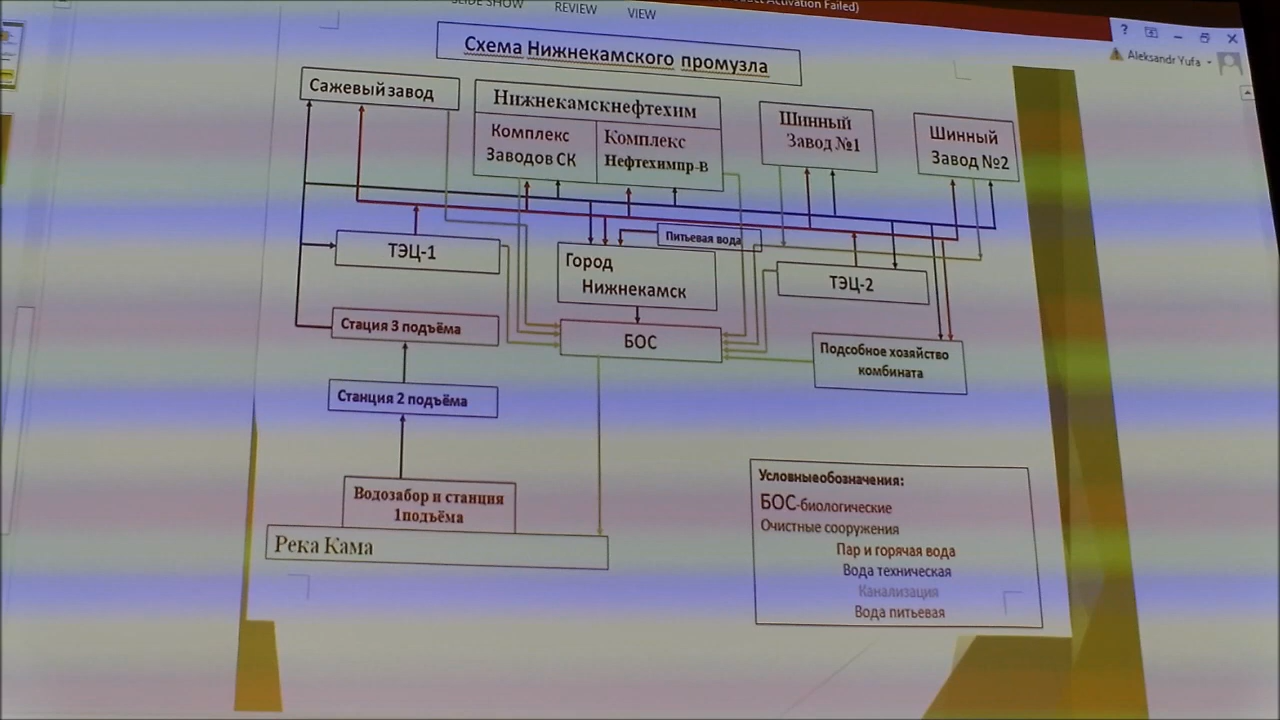 SLIDE SHOW
REVIEW
VIEW
Activation Failed)
Aleksandr Yufa
Схема Нижнекамского промузла
Сажевый завод
Нижнекамскнефтехим
Комплекс
Заводов СК
Комплекс
Нефтехимпр-В
Шинный
Завод №1
Шинный
Завод №2
ТЭЦ-1
Питьевая вода
Город
Нижнекамск
ТЭЦ-2
Стация 3 подъёма
БОС
Подсобное хозяйство
комбината
Станция 2 подъёма
Водозабор и станция
1подъёма
Река Кама
Условныеобозначения:
БОС-биологические
Очистные сооружения
Пар и горячая вода
Вода техническая
Канализация
Вода питьевая